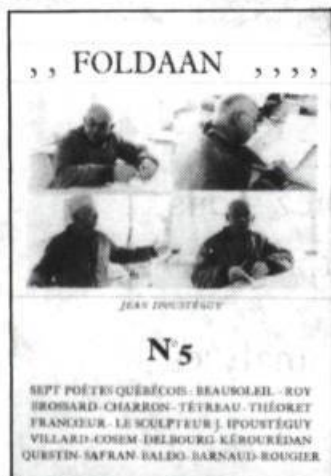 ,, FOLDAAN ,,,,
JEAN IPOUSTÉGUY
N°5
SEPT POÈTES QUÉBÉCOIS : BEAUSOLEIL - ROY
BROSSARD - CHARRON - TÉTREAU - THÉORET
FRANCŒUR - LE SCULPTEUR J. IPOUSTÉGUY
VILLARD - COSEM - DELBOURG - KÉROURÉDAN
QUESTIN - SAFRAN - BALDO - BARNAUD - ROUGIER